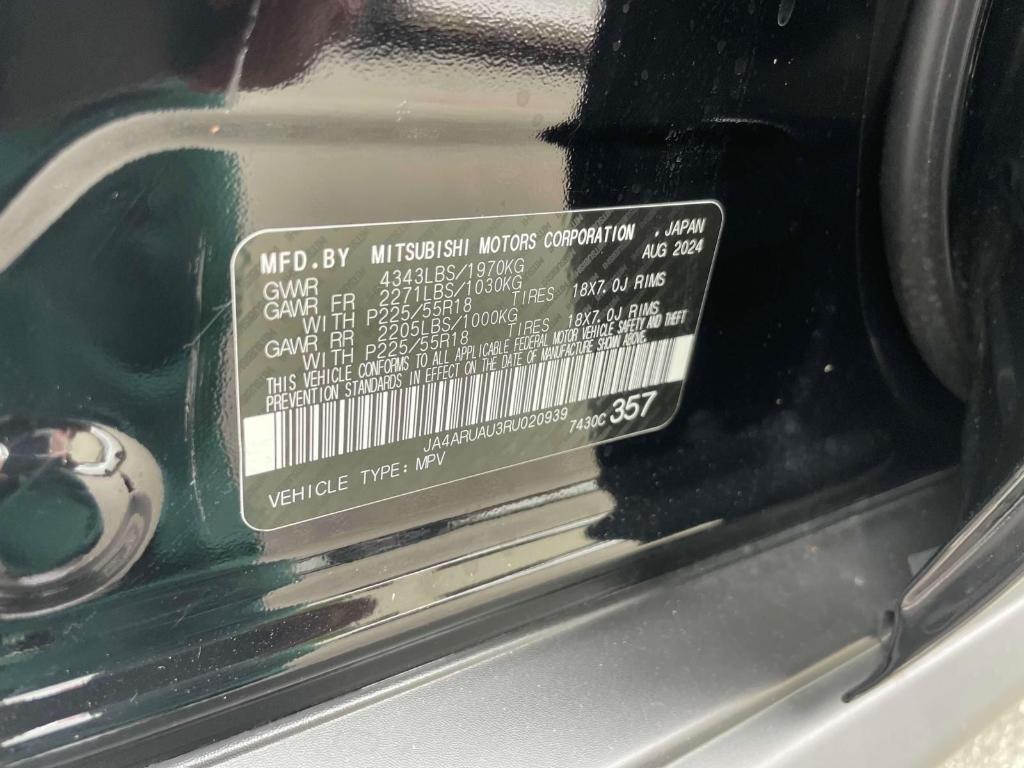 MFD.BY MITSUBISHI MOTORS CORPORATION , JAPAN
AUG 2024
GVWR 4343LBS/1970KG
GAWR FR 2271LBS/1030KG
WITH P225/55R18 TIRES 18X7.0J RIMS
GAWR RR 2205LBS/1000KG
WITH P225/55R18 TIRES 18X7.0J RIMS
THIS VEHICLE CONFORMS TO ALL APPLICABLE FEDERAL MOTOR VEHICLE SAFETY AND THEFT
PREVENTION STANDARDS IN EFFECT ON THE DATE OF MANUFACTURE SHOWN ABOVE.
JA4ARUAU3RU020939
7430C 357
VEHICLE TYPE: MPV